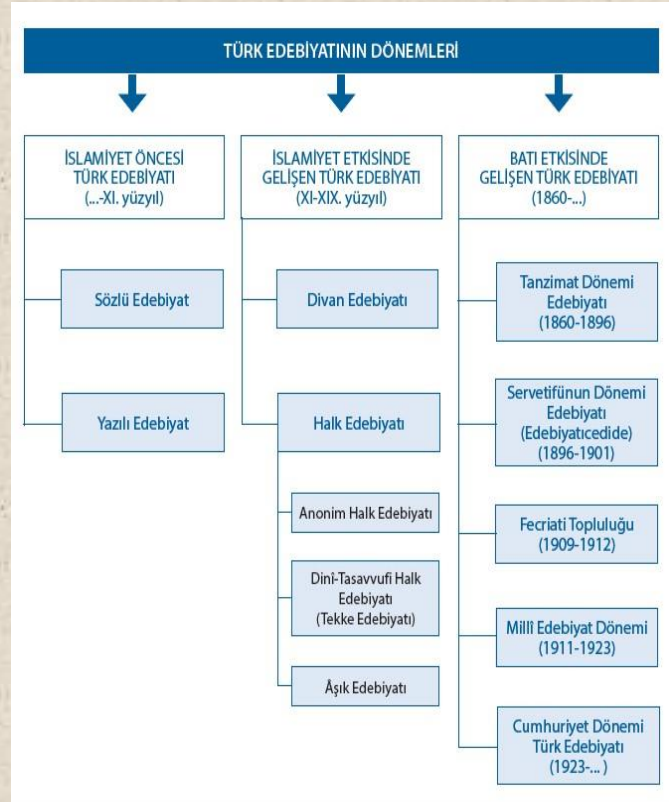 TÜRK EDEBİYATININ DÖNEMLERİ
İSLAMİYET ÖNCESİ
TÜRK EDEBİYATI
(...-XI. yüzyıl)
Sözlü Edebiyat
Yazılı Edebiyat
İSLAMİYET ETKİSİNDE
GELİŞEN TÜRK EDEBİYATI
(XI-XIX. yüzyıl)
Divan Edebiyatı
Halk Edebiyatı
Anonim Halk Edebiyatı
Dinî-Tasavvufi Halk
Edebiyatı
(Tekke Edebiyatı)
Âşık Edebiyatı
BATI ETKİSİNDE
GELİŞEN TÜRK EDEBİYATI
(1860-...)
Tanzimat Dönemi
Edebiyatı
(1860-1896)
Servetifünun Dönemi
Edebiyatı
(Edebiyatıcedide)
(1896-1901)
Fecriati Topluluğu
(1909-1912)
Millî Edebiyat Dönemi
(1911-1923)
Cumhuriyet Dönemi
Türk Edebiyatı
(1923-... )